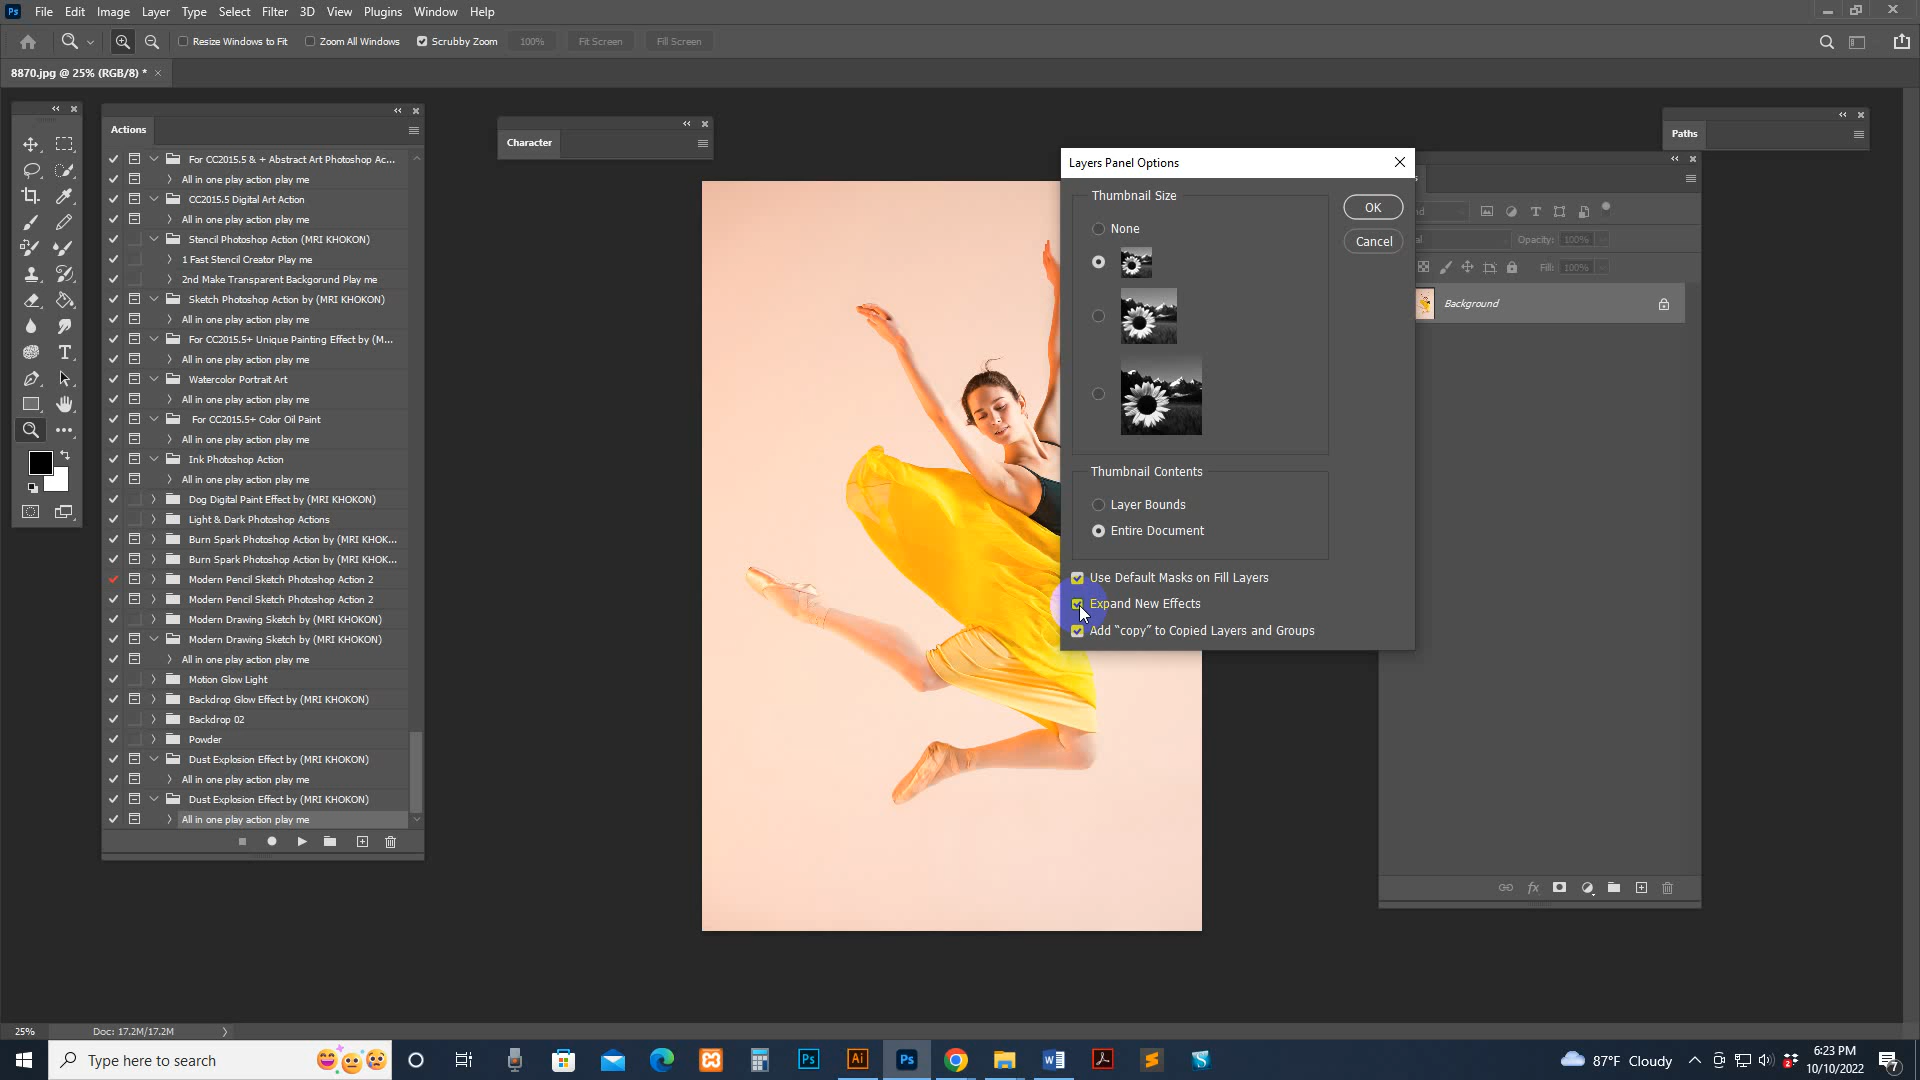 Ps File Edit Image Layer Type Select Filter 3D View Plugins Window Help
Resize Windows to Fit Zoom All Windows Scrubby Zoom 100% Fit Screen Fill Screen
8870.jpg @ 25% (RGB/8) *
Actions
For CC2015.5 & + Abstract Art Photoshop Ac...
All in one play action play me
CC2015.5 Digital Art Action
All in one play action play me
Stencil Photoshop Action (MRI KHOKON)
1 Fast Stencil Creator Play me
2nd Make Transparent Backgorund Play me
Sketch Photoshop Action by (MRI KHOKON)
All in one play action play me
For CC2015.5+ Unique Painting Effect by (M...
All in one play action play me
Watercolor Portrait Art
All in one play action play me
For CC2015.5+ Color Oil Paint
All in one play action play me
Ink Photoshop Action
All in one play action play me
Dog Digital Paint Effect by (MRI KHOKON)
Light & Dark Photoshop Actions
Burn Spark Photoshop Action by (MRI KHOK...
Burn Spark Photoshop Action by (MRI KHOK...
Modern Pencil Sketch Photoshop Action 2
Modern Pencil Sketch Photoshop Action 2
Modern Drawing Sketch by (MRI KHOKON)
Modern Drawing Sketch by (MRI KHOKON)
All in one play action play me
Motion Glow Light
Backdrop Glow Effect by (MRI KHOKON)
Backdrop 02
Powder
Dust Explosion Effect by (MRI KHOKON)
All in one play action play me
Dust Explosion Effect by (MRI KHOKON)
All in one play action play me
Character
Layers Panel Options
Thumbnail Size
None
OK
Cancel
Thumbnail Contents
Layer Bounds
Entire Document
Use Default Masks on Fill Layers
Expand New Effects
Add “copy” to Copied Layers and Groups
Paths
Opacity: 100%
Fill: 100%
Background
fx
25% Doc: 17.2M/17.2M
Type here to search
Ps Ai Ps
87°F Cloudy
6:23 PM
10/10/2022
7